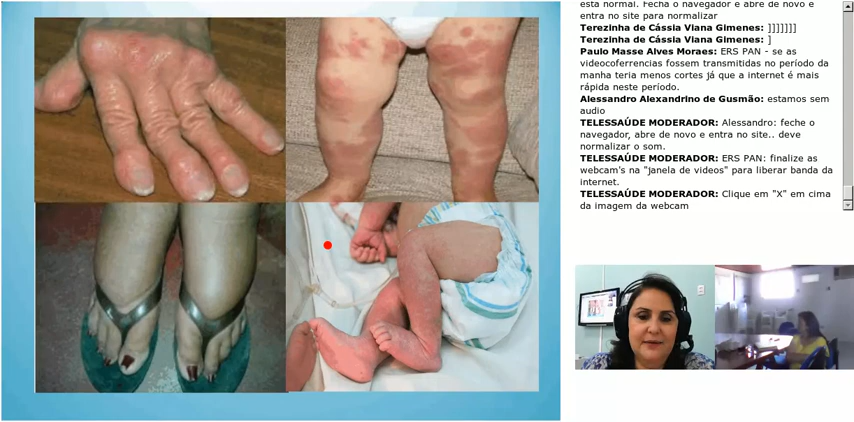 está normal. Fecha o navegador e abre de novo e
entra no site para normalizar
Terezinha de Cássia Viana Gimenes: ]]]]]]]
Terezinha de Cássia Viana Gimenes: ]
Paulo Masse Alves Moraes: ERS PAN - se as
videocoferrencias fossem transmitidas no período da
manha teria menos cortes já que a internet é mais
rápida neste período.
Alessandro Alexandrino de Gusmão: estamos sem
audio
TELESSAÚDE MODERADOR: Alessandro: feche o
navegador, abre de novo e entra no site.. deve
normalizar o som.
TELESSAÚDE MODERADOR: ERS PAN: finalize as
webcam's na "janela de videos" para liberar banda da
internet.
TELESSAÚDE MODERADOR: Clique em "X" em cima
da imagem da webcam